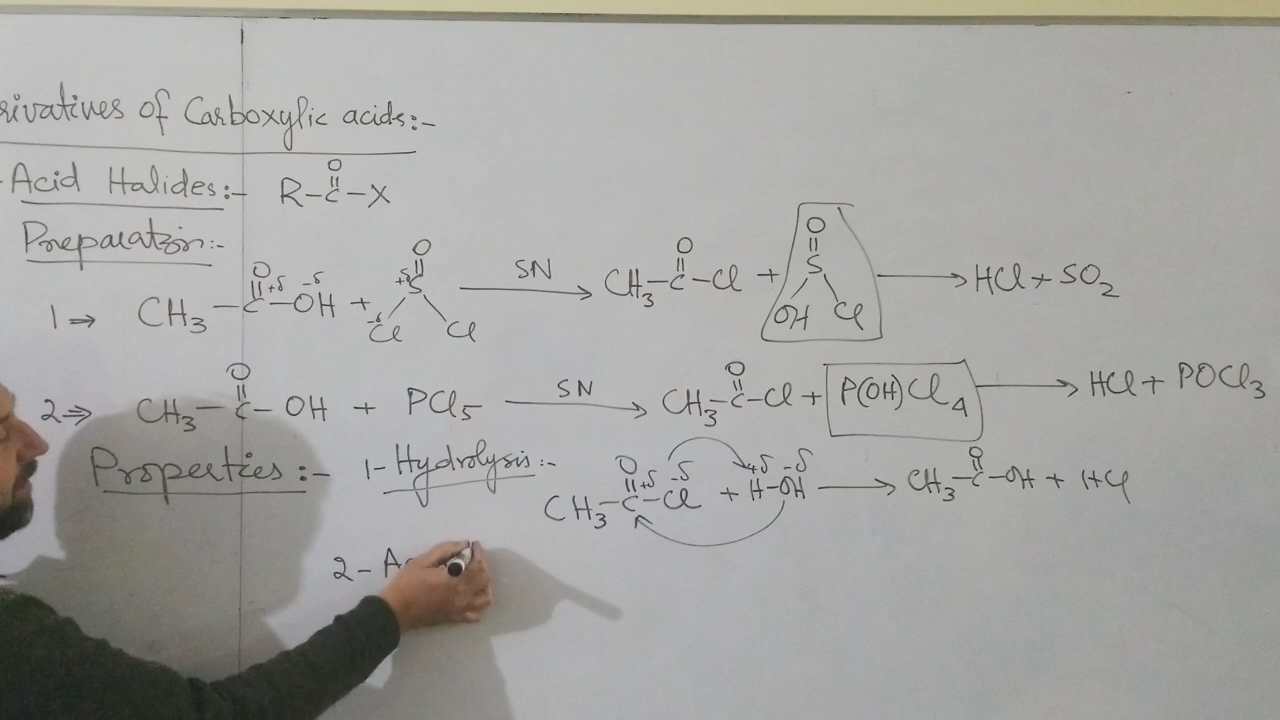 rivatives of Carboxylic acids:-
Acid Halides:- R-C(=O)-X
Preparation:-
1⇒ CH₃-C(=O)(+δ)-OH(-δ) + S(+δ)(=O)(Cl(-δ))(Cl) —SN→ CH₃-C(=O)-Cl + S(=O)(OH)(Cl) → HCl + SO₂
2⇒ CH₃-C(=O)-OH + PCl₅ —SN→ CH₃-C(=O)-Cl + P(OH)Cl₄ → HCl + POCl₃
Properties:- 1-Hydrolysis:-
CH₃-C(=O)(+δ)-Cl(-δ) + H(+δ)-OH(-δ) → CH₃-C(=O)-OH + HCl
2-A